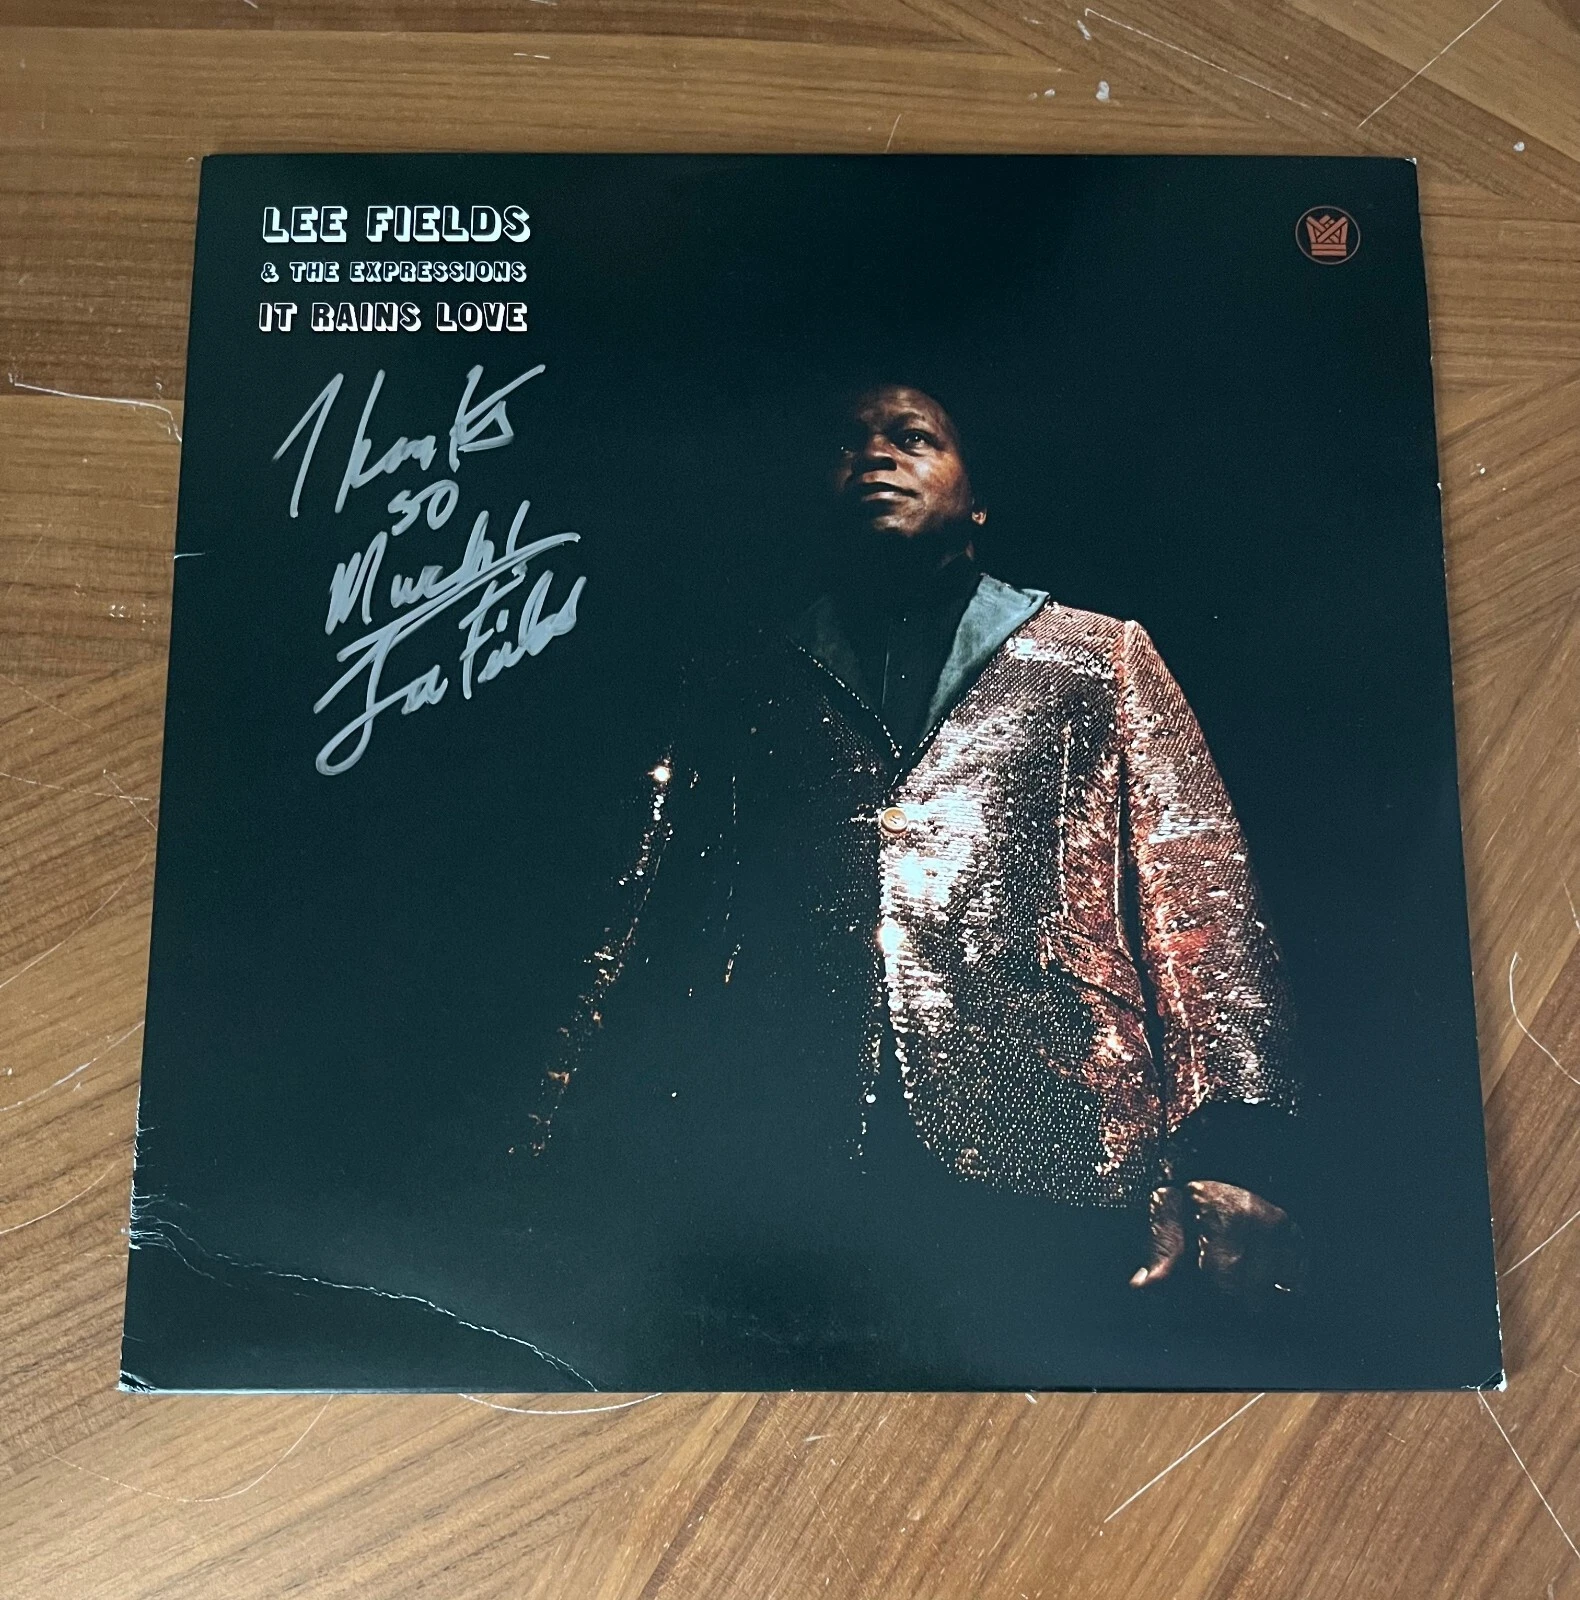 LEE FIELDS
& THE EXPRESSIONS
IT RAINS LOVE
Thanks
so
Much!
Lee Fields